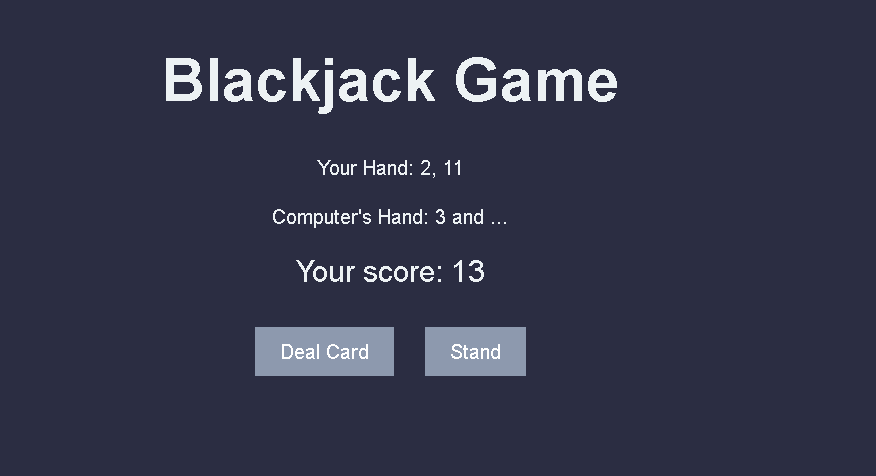 Blackjack Game
Your Hand: 2, 11
Computer's Hand: 3 and ...
Your score: 13
Deal Card Stand